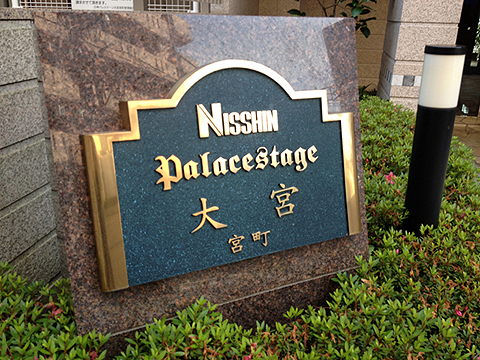 NISSHIN
Palacestage
大宮
宮町